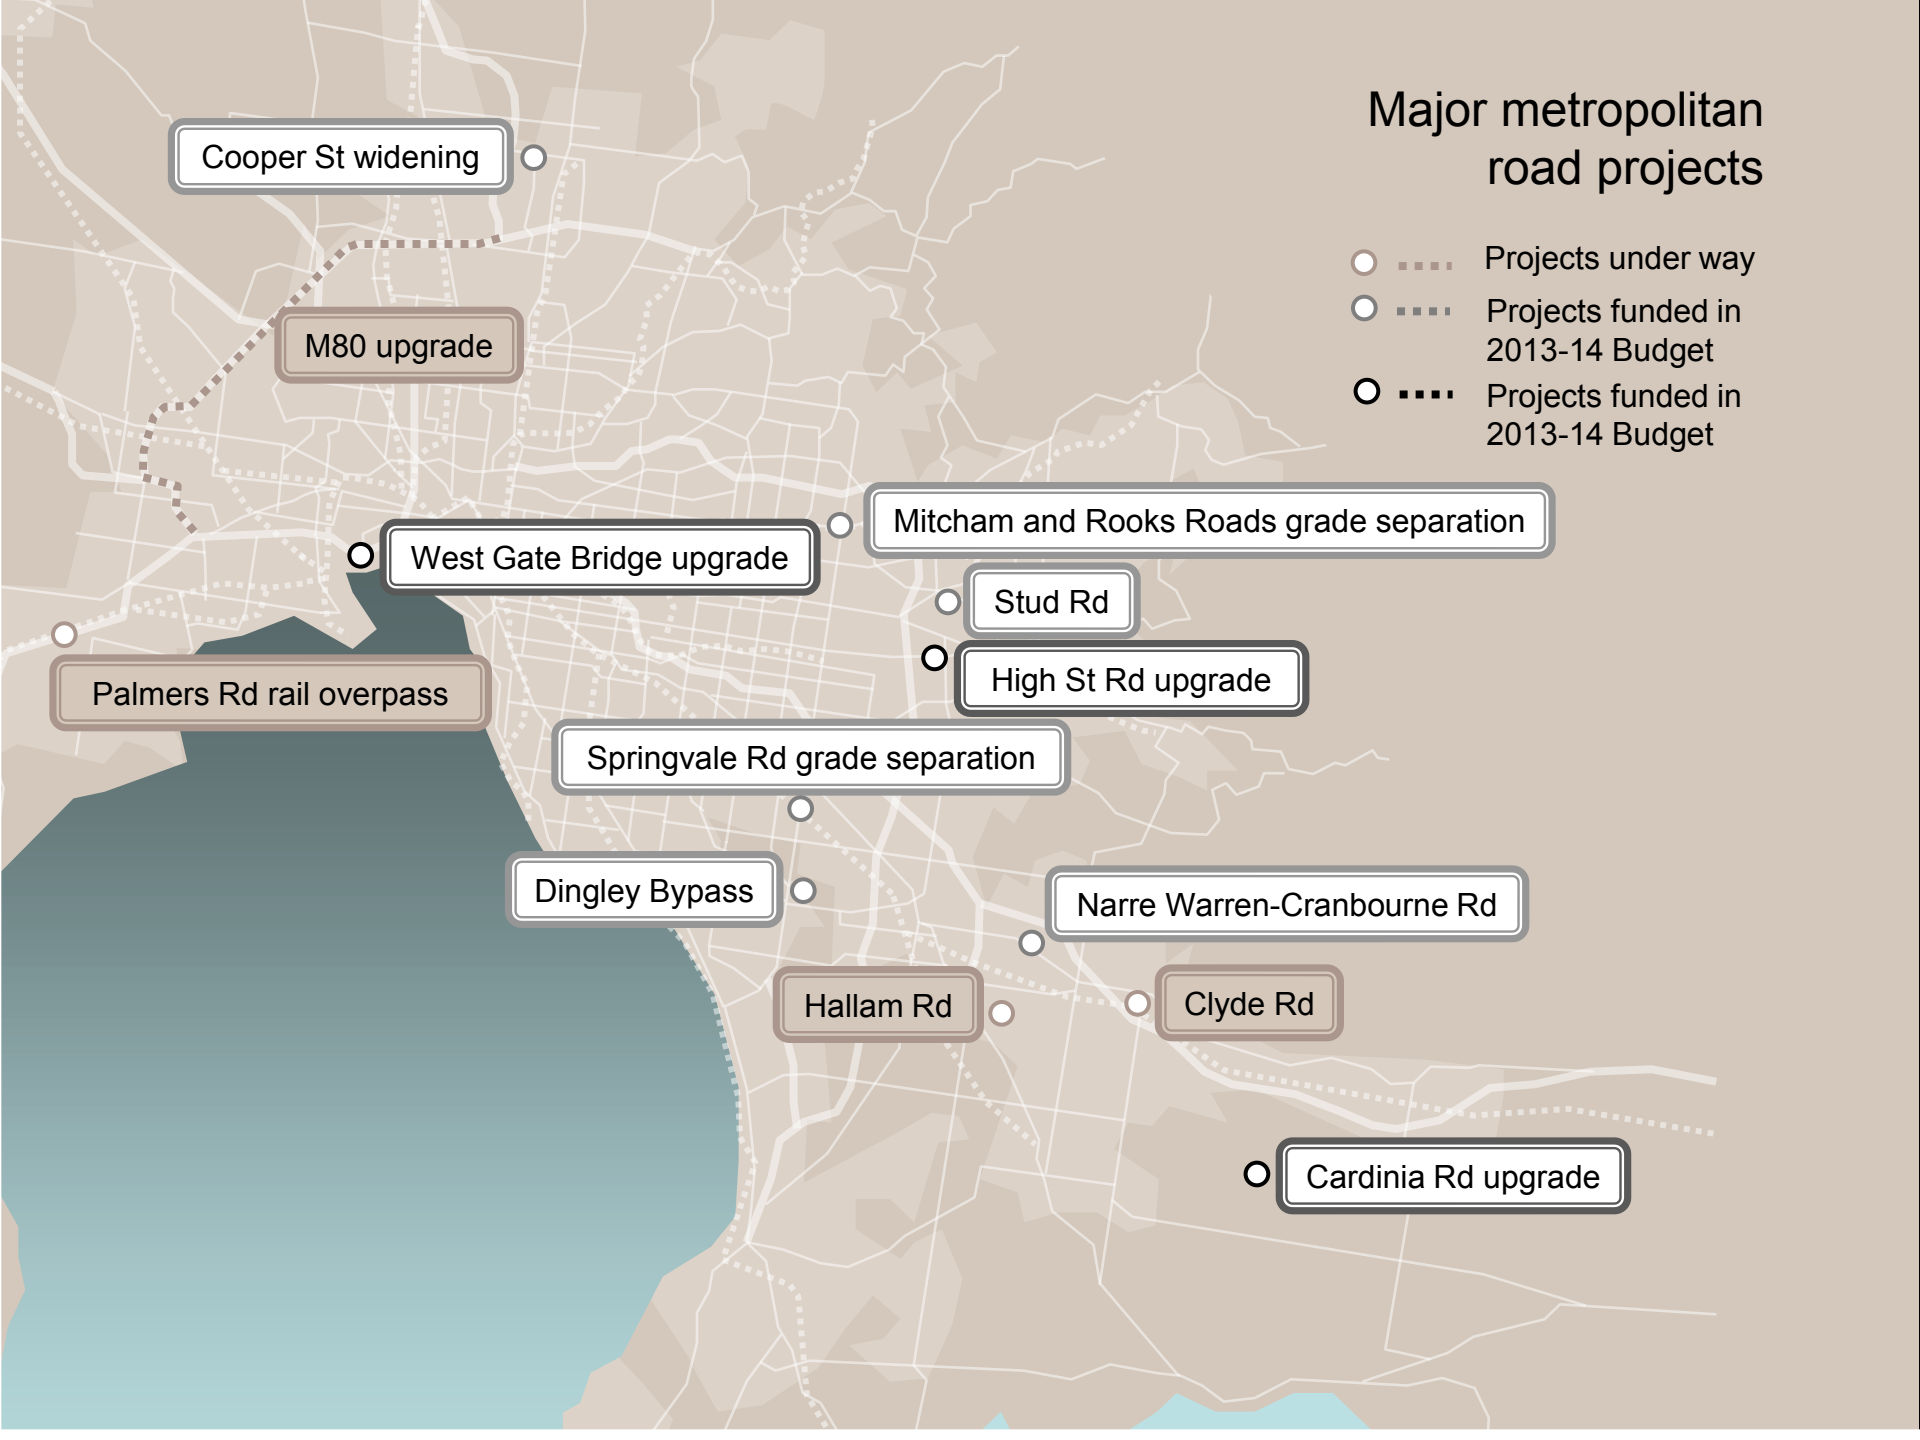 Major metropolitan
road projects
Projects under way
Projects funded in
2013-14 Budget
Projects funded in
2013-14 Budget
Cooper St widening
M80 upgrade
Mitcham and Rooks Roads grade separation
West Gate Bridge upgrade
Stud Rd
High St Rd upgrade
Palmers Rd rail overpass
Springvale Rd grade separation
Dingley Bypass
Narre Warren-Cranbourne Rd
Hallam Rd
Clyde Rd
Cardinia Rd upgrade